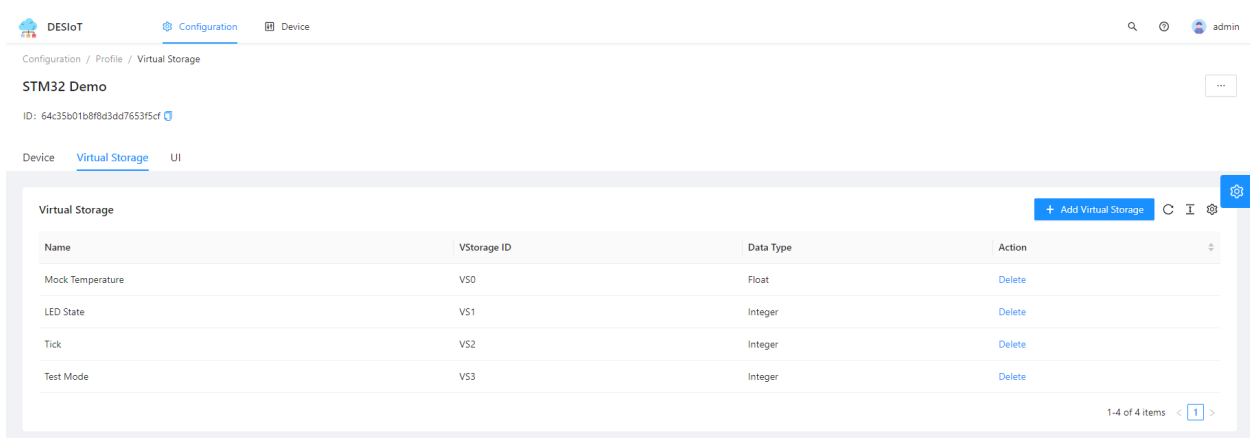 DESIoT Configuration Device admin
Configuration / Profile / Virtual Storage
STM32 Demo
...
ID: 64c35b01b8f8d3dd7653f5cf
Device Virtual Storage UI
Virtual Storage + Add Virtual Storage
Name VStorage ID Data Type Action
Mock Temperature VS0 Float Delete
LED State VS1 Integer Delete
Tick VS2 Integer Delete
Test Mode VS3 Integer Delete
1-4 of 4 items < 1 >